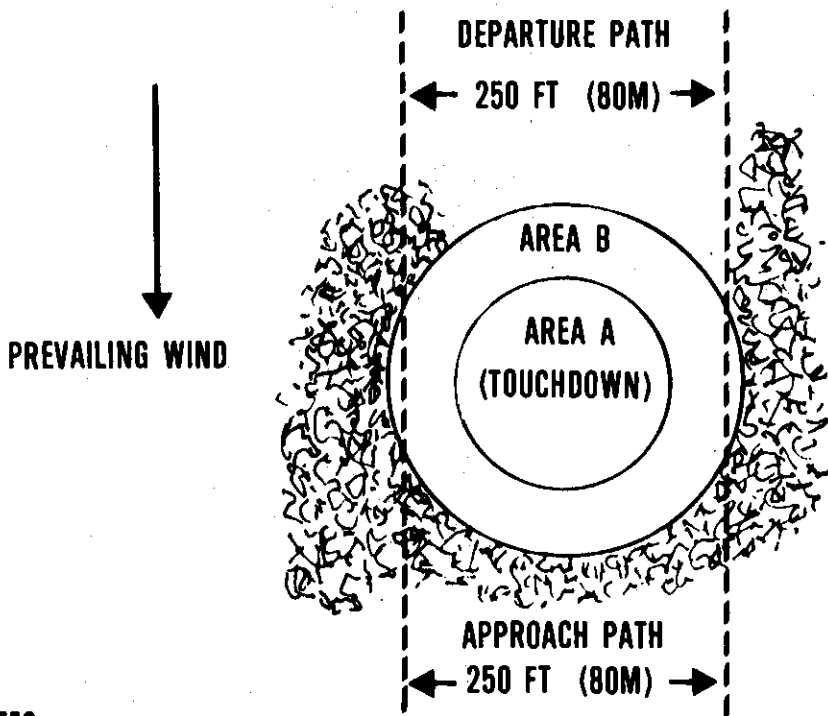 DEPARTURE PATH
250 FT (80M)
AREA B
AREA A
(TOUCHDOWN)
PREVAILING WIND
APPROACH PATH
250 FT (80M)